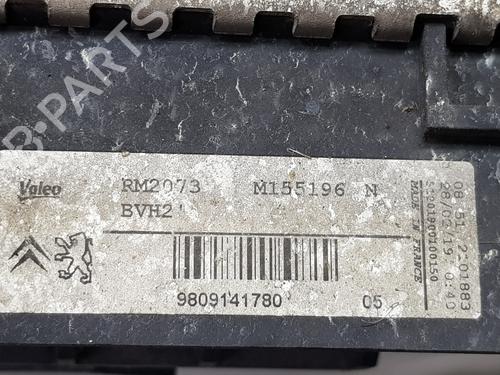 B-PARTS
Valeo
RM2073 M155196 N
BVH2'
9809141780 05
MADE IN FRANCE